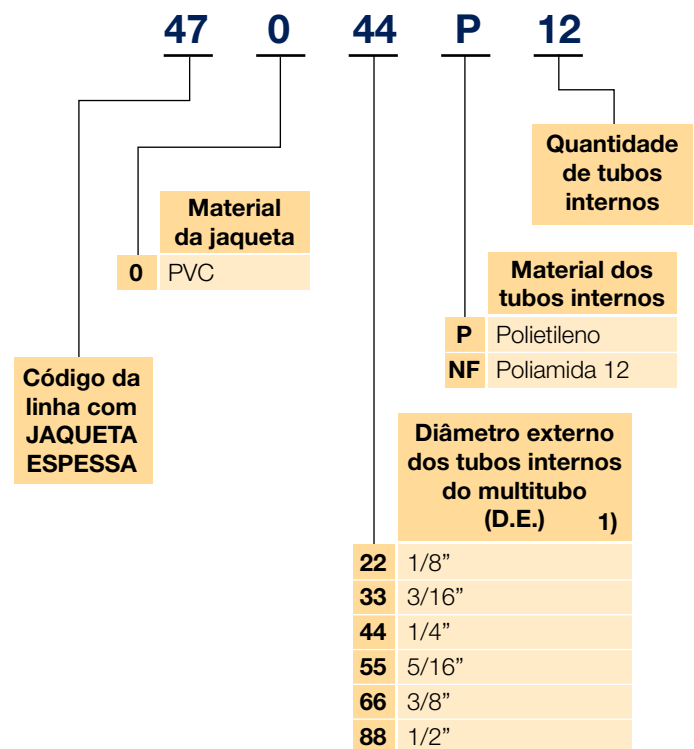 47 0 44 P 12
Quantidade
de tubos
internos
Material
da jaqueta
0 PVC
Material dos
tubos internos
P Polietileno
NF Poliamida 12
Código da
linha com
JAQUETA
ESPESSA
Diâmetro externo
dos tubos internos
do multitubo
(D.E.) 1)
22 1/8”
33 3/16”
44 1/4”
55 5/16”
66 3/8”
88 1/2”